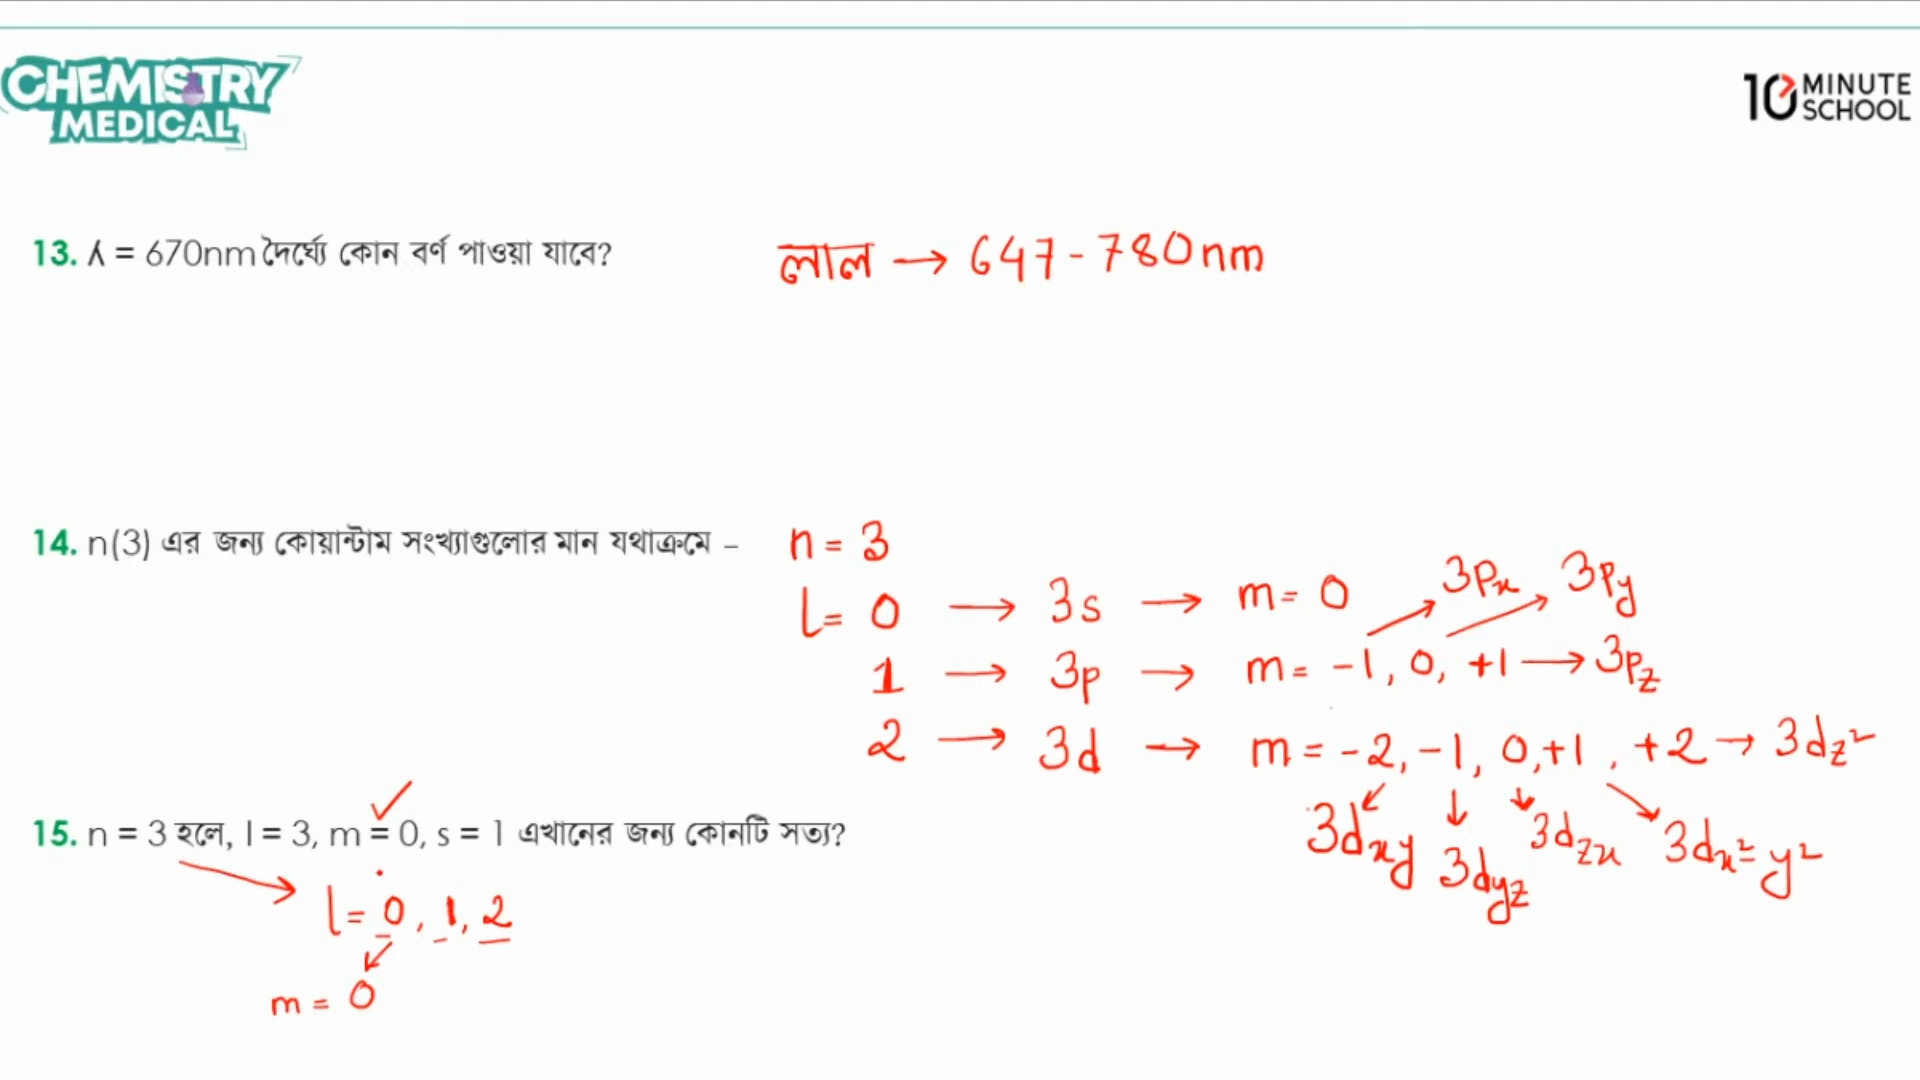 CHEMISTRY
MEDICAL
10 MINUTE
SCHOOL
13. λ = 670nm দৈর্ঘ্যে কোন বর্ণ পাওয়া যাবে?
লাল → 647 - 780nm
14. n(3) এর জন্য কোয়ান্টাম সংখ্যাগুলোর মান যথাক্রমে –
n = 3
l = 0 → 3s → m = 0
3px 3py
1 → 3p → m = -1, 0, +1 → 3pz
2 → 3d → m = -2, -1, 0, +1, +2 → 3dz²
3dxy 3dyz 3dzx 3dx²-y²
15. n = 3 হলে, l = 3, m = 0, s = 1 এখানের জন্য কোনটি সত্য?
l = 0, 1, 2
m = 0